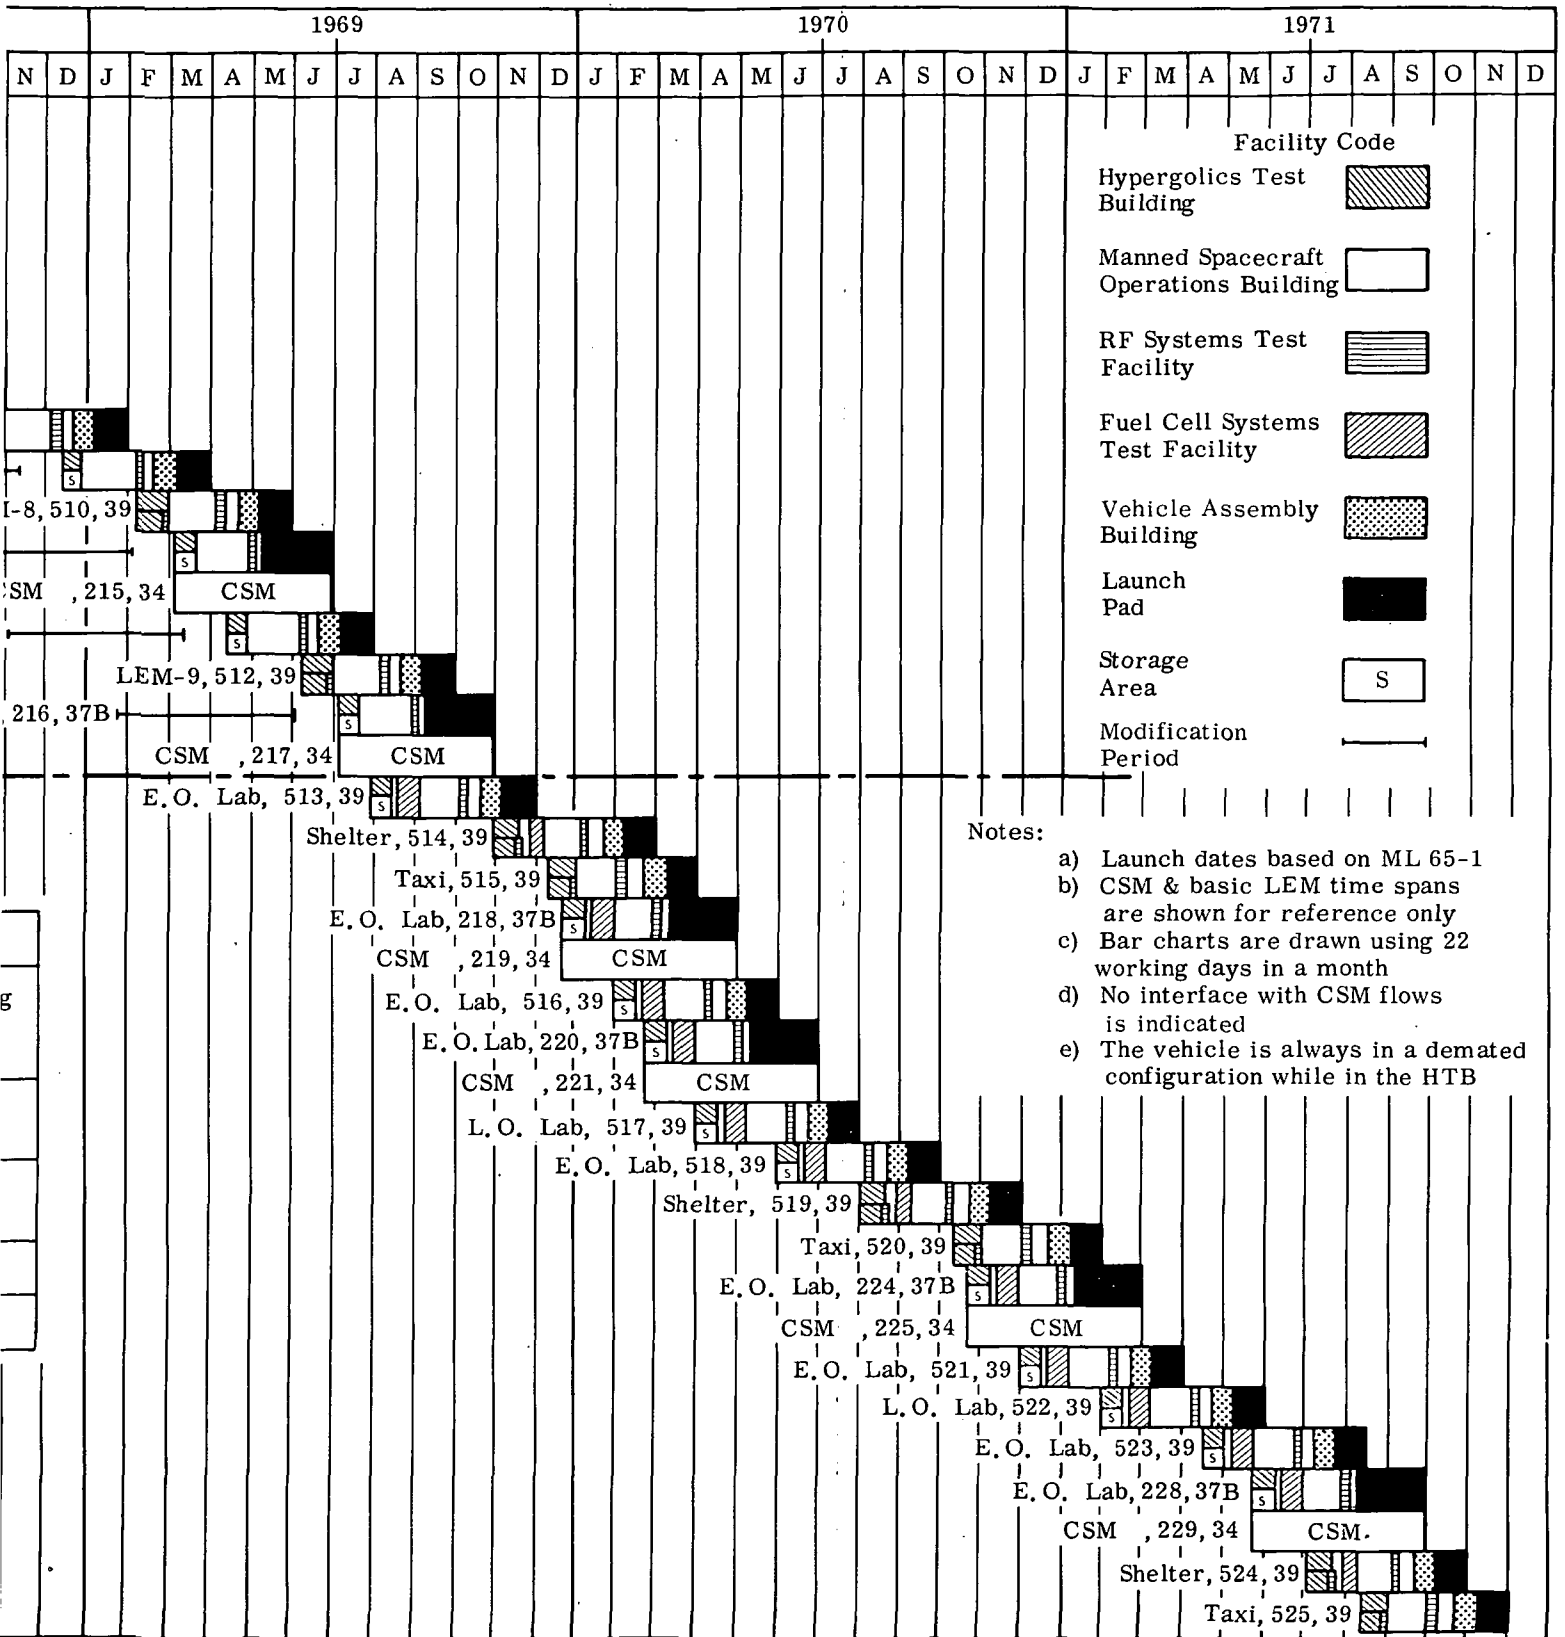 1969 1970 1971
N D J F M A M J J A S O N D J F M A M J J A S O N D J F M A M J J A S O N D
Facility Code
Hypergolics Test
Building
Manned Spacecraft
Operations Building
RF Systems Test
Facility
Fuel Cell Systems
Test Facility
Vehicle Assembly
Building
Launch
Pad
Storage
Area
S
Modification
Period
S
-8, 510, 39
S
SM , 215, 34
CSM
S
LEM-9, 512, 39
, 216, 37B
S
CSM , 217, 34
CSM
E.O. Lab, 513, 39
S
Shelter, 514, 39
Taxi, 515, 39
E.O. Lab, 218, 37B
S
CSM , 219, 34
CSM
E.O. Lab, 516, 39
S
E.O. Lab, 220, 37B
S
CSM , 221, 34
CSM
L.O. Lab, 517, 39
S
E.O. Lab, 518, 39
S
Shelter, 519, 39
Taxi, 520, 39
E.O. Lab, 224, 37B
S
CSM , 225, 34
CSM
E.O. Lab, 521, 39
S
L.O. Lab, 522, 39
S
E.O. Lab, 523, 39
S
E.O. Lab, 228, 37B
S
CSM , 229, 34
CSM.
Shelter, 524, 39
Taxi, 525, 39
Notes:
a) Launch dates based on ML 65-1
b) CSM & basic LEM time spans
are shown for reference only
c) Bar charts are drawn using 22
working days in a month
d) No interface with CSM flows
is indicated
e) The vehicle is always in a demated
configuration while in the HTB
g